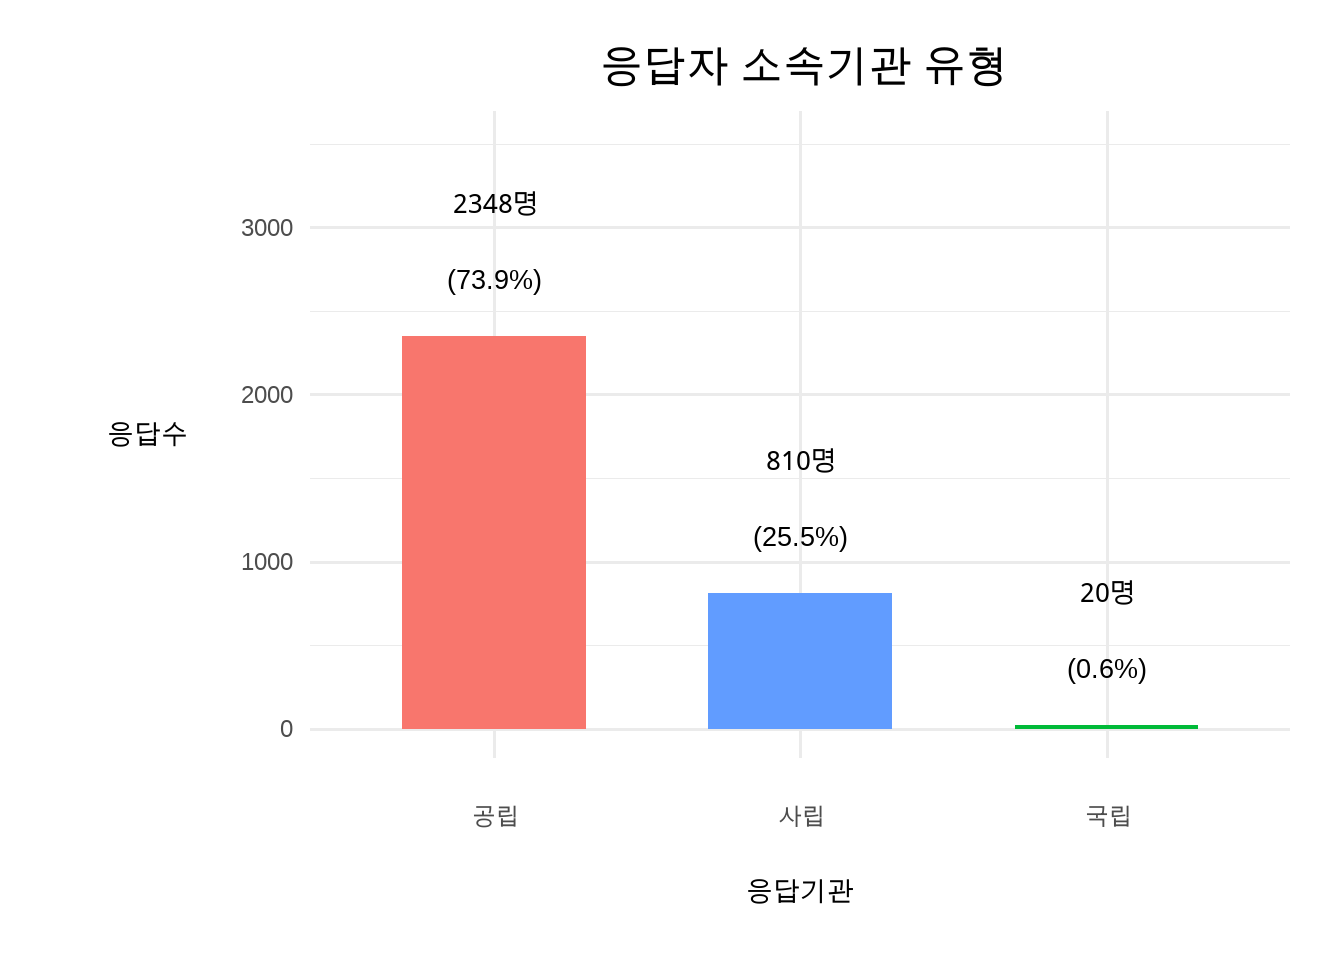 응답자 소속기관 유형
응답수
3000
2000
1000
0
2348명
(73.9%)
810명
(25.5%)
20명
(0.6%)
공립
사립
국립
응답기관